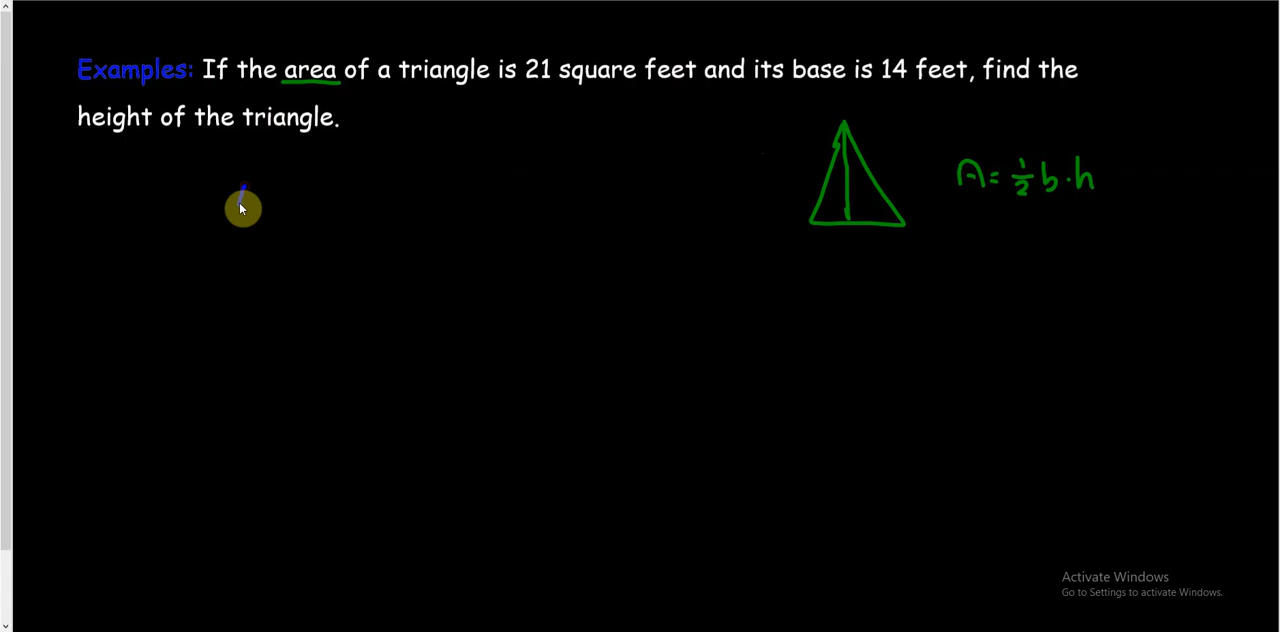 Examples: If the area of a triangle is 21 square feet and its base is 14 feet, find the
height of the triangle.
A = 1/2 b · h
Activate Windows
Go to Settings to activate Windows.